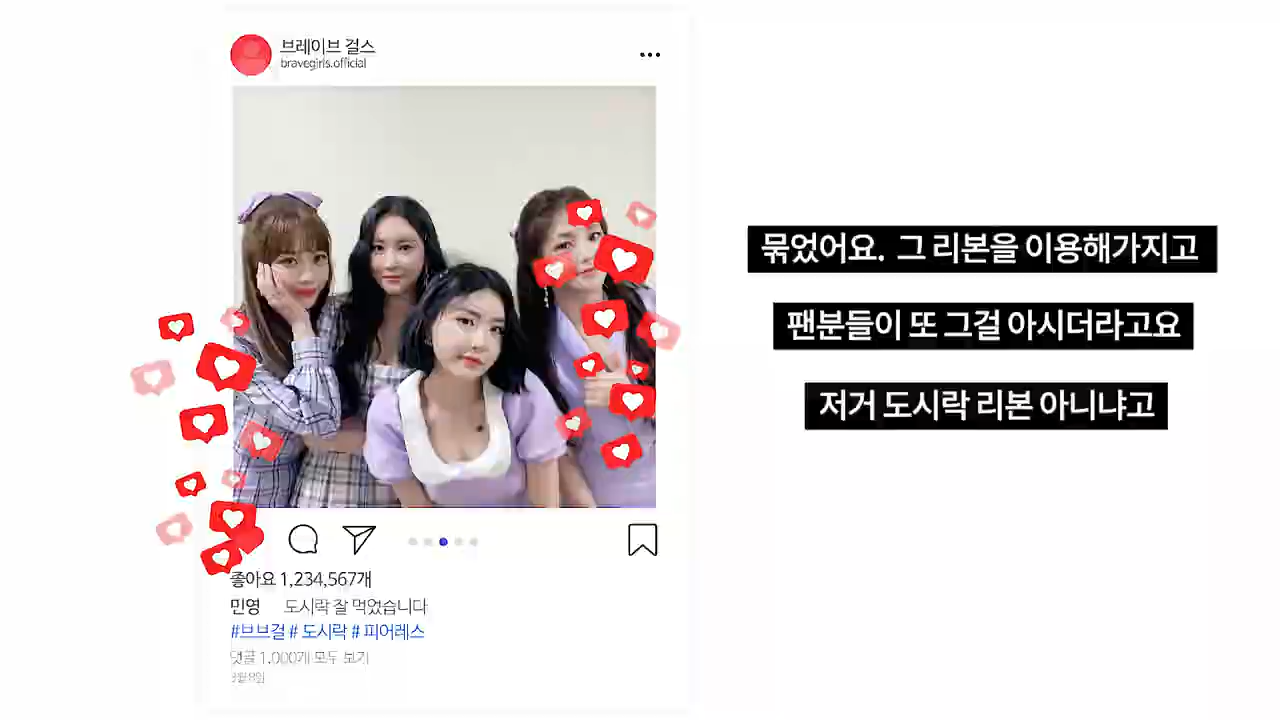 브레이브 걸스
bravegirls.official
좋아요 1,234,567개
민영 도시락 잘 먹었습니다
#브브걸 # 도시락 # 피어레스
댓글 1,000개 모두 보기
3월8일
묶었어요. 그 리본을 이용해가지고
팬분들이 또 그걸 아시더라고요
저거 도시락 리본 아니냐고